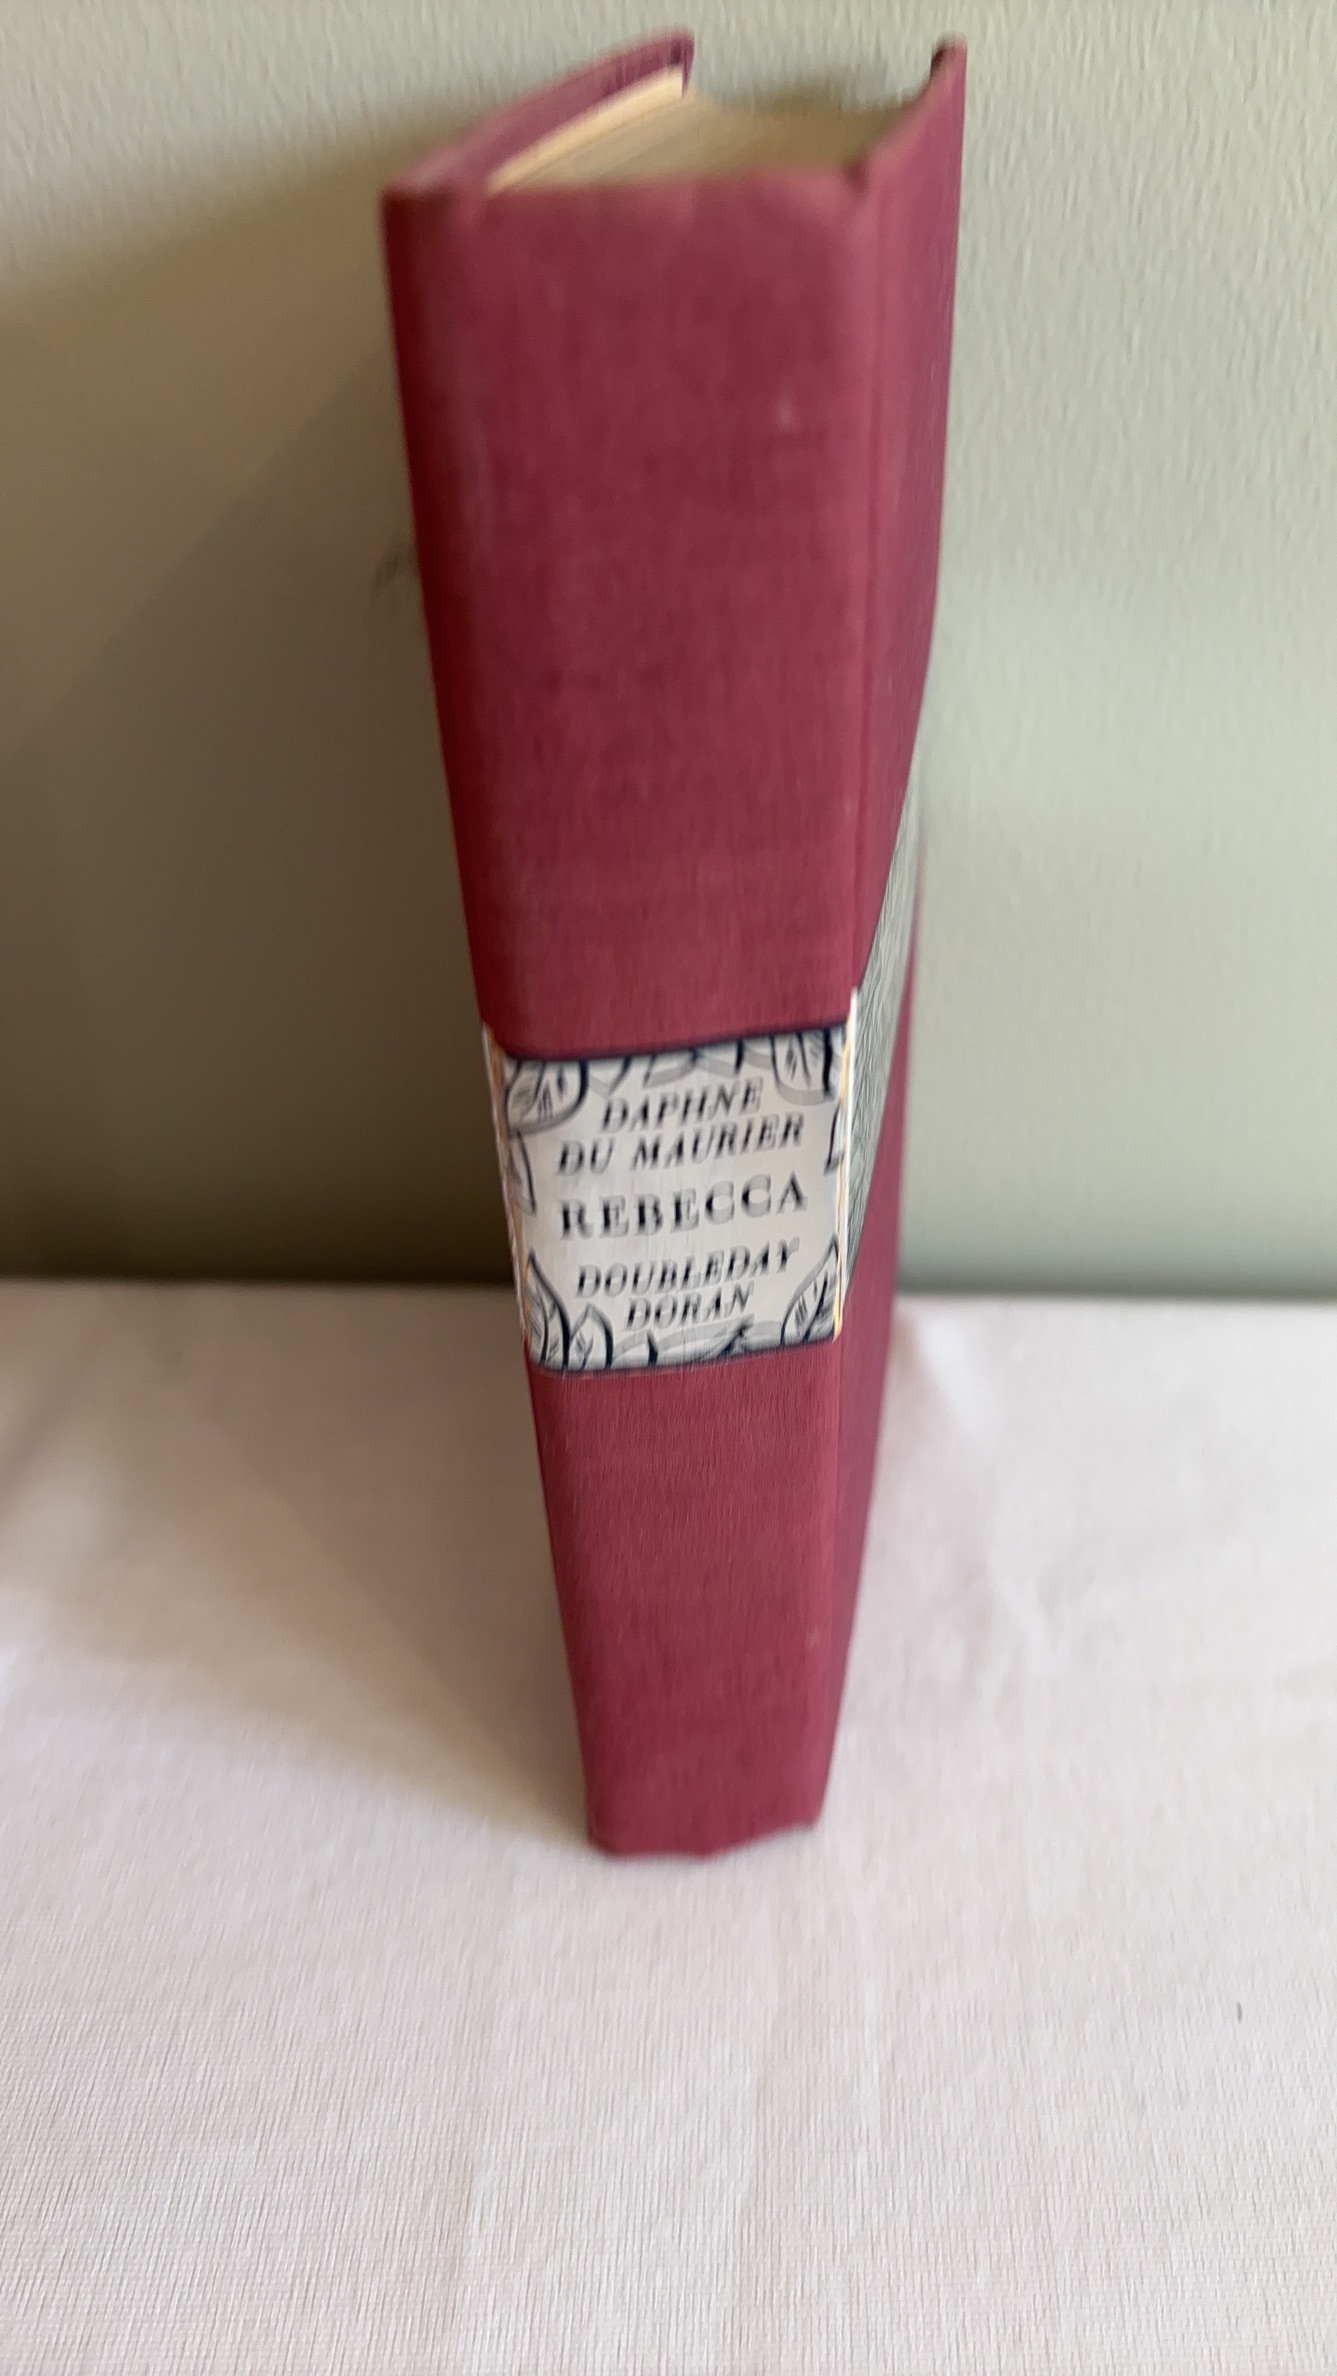 DAPHNE
DU MAURIER
REBECCA
DOUBLEDAY
DORAN